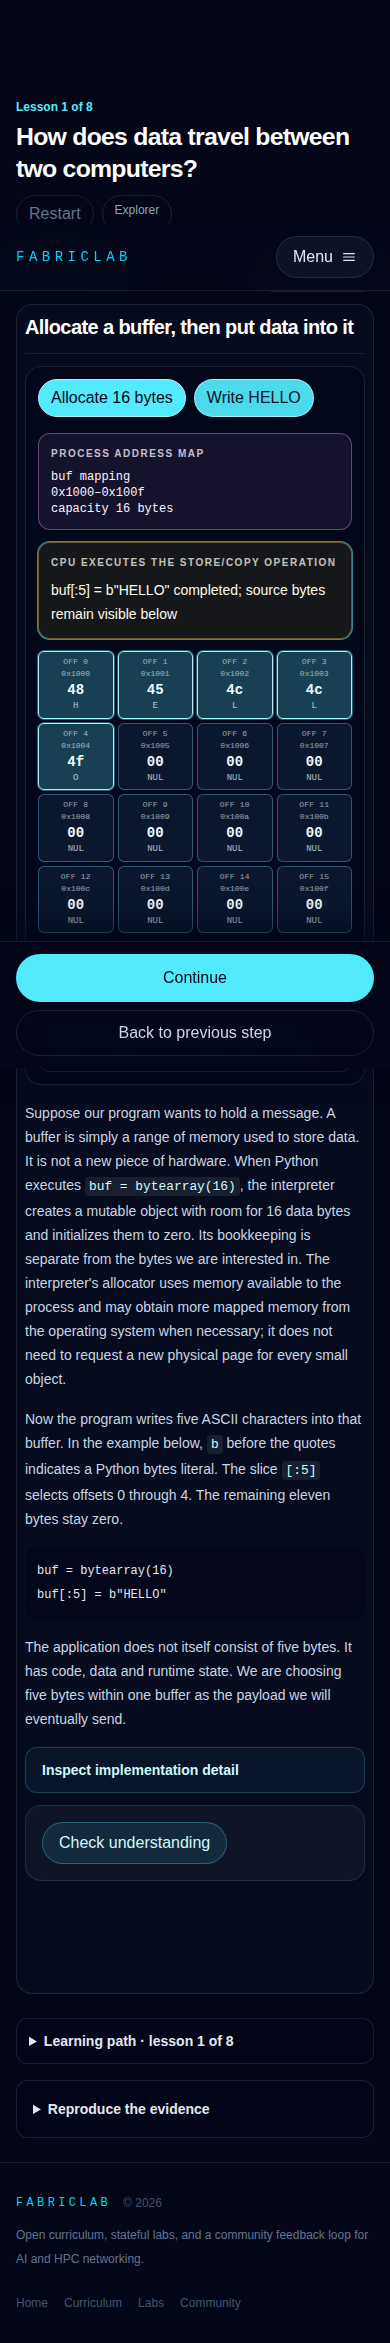 Lesson 1 of 8
How does data travel between
two computers?
Restart
Explorer
FABRICLAB
Menu
Allocate a buffer, then put data into it
Allocate 16 bytes
Write HELLO
PROCESS ADDRESS MAP
buf mapping
0x1000–0x100f
capacity 16 bytes
CPU EXECUTES THE STORE/COPY OPERATION
buf[:5] = b"HELLO" completed; source bytes
remain visible below
OFF 0 OFF 1 OFF 2 OFF 3
0x1000 0x1001 0x1002 0x1003
48 45 4c 4c
H E L L
OFF 4 OFF 5 OFF 6 OFF 7
0x1004 0x1005 0x1006 0x1007
4f 00 00 00
O NUL NUL NUL
OFF 8 OFF 9 OFF 10 OFF 11
0x1008 0x1009 0x100a 0x100b
00 00 00 00
NUL NUL NUL NUL
OFF 12 OFF 13 OFF 14 OFF 15
0x100c 0x100d 0x100e 0x100f
00 00 00 00
NUL NUL NUL NUL
Continue
Back to previous step
Suppose our program wants to hold a message. A
buffer is simply a range of memory used to store data.
It is not a new piece of hardware. When Python
executes buf = bytearray(16), the interpreter
creates a mutable object with room for 16 data bytes
and initializes them to zero. Its bookkeeping is
separate from the bytes we are interested in. The
interpreter's allocator uses memory available to the
process and may obtain more mapped memory from
the operating system when necessary; it does not
need to request a new physical page for every small
object.
Now the program writes five ASCII characters into that
buffer. In the example below, b before the quotes
indicates a Python bytes literal. The slice [:5]
selects offsets 0 through 4. The remaining eleven
bytes stay zero.
buf = bytearray(16)
buf[:5] = b"HELLO"
The application does not itself consist of five bytes. It
has code, data and runtime state. We are choosing
five bytes within one buffer as the payload we will
eventually send.
Inspect implementation detail
Check understanding
Learning path · lesson 1 of 8
Reproduce the evidence
FABRICLAB © 2026
Open curriculum, stateful labs, and a community feedback loop for
AI and HPC networking.
Home Curriculum Labs Community